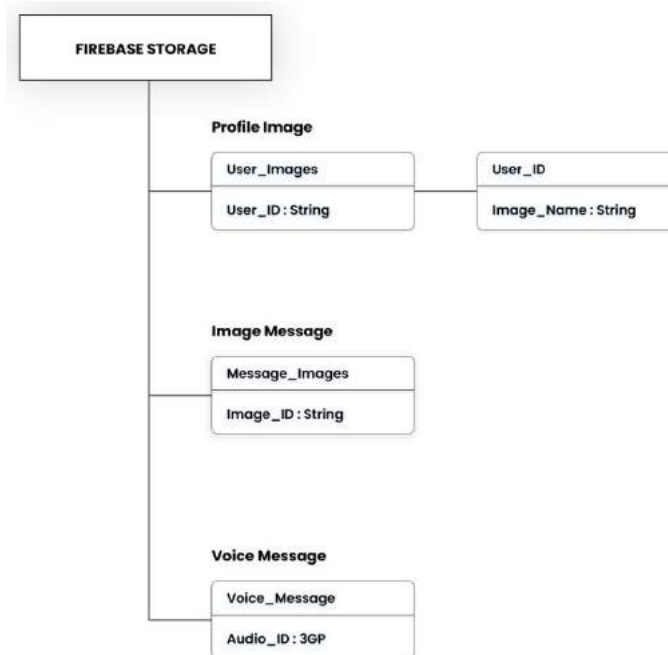 FIREBASE STORAGE
Profile Image
User_Images
User_ID : String
User_ID
Image_Name : String
Image Message
Message_Images
Image_ID : String
Voice Message
Voice_Message
Audio_ID : 3GP